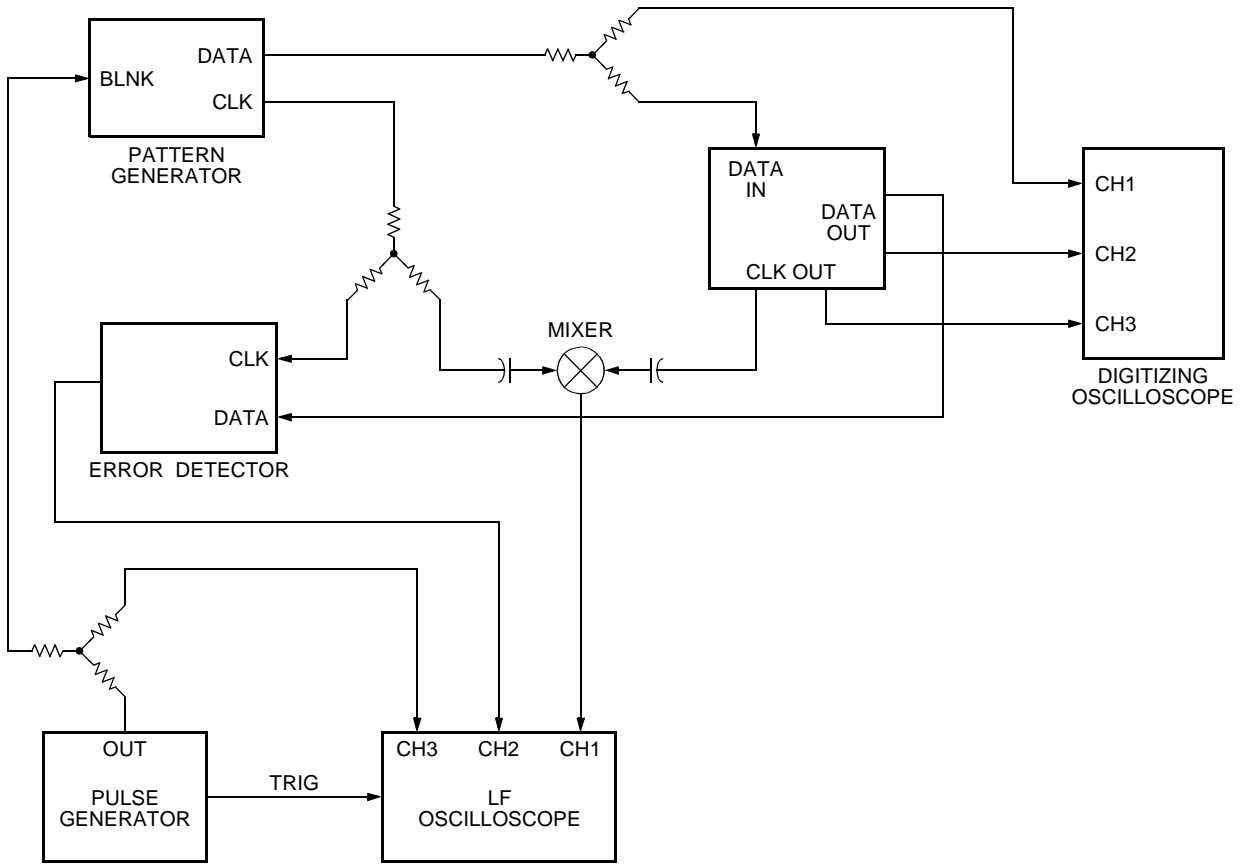 DATA
BLNK
CLK
PATTERN
GENERATOR
DATA
IN
DATA
OUT
CLK OUT
CH1
CH2
CH3
DIGITIZING
OSCILLOSCOPE
MIXER
CLK
DATA
ERROR DETECTOR
OUT
PULSE
GENERATOR
TRIG
CH3 CH2 CH1
LF
OSCILLOSCOPE